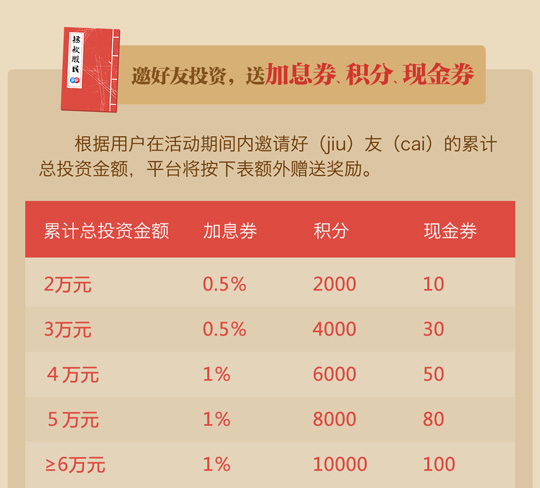 拯救股民
邀好友投资，送加息券、积分、现金券
根据用户在活动期间内邀请好（jiu）友（cai）的累计
总投资金额，平台将按下表额外赠送奖励。
累计总投资金额 加息券 积分 现金券
2万元 0.5% 2000 10
3万元 0.5% 4000 30
4万元 1% 6000 50
5万元 1% 8000 80
≥6万元 1% 10000 100